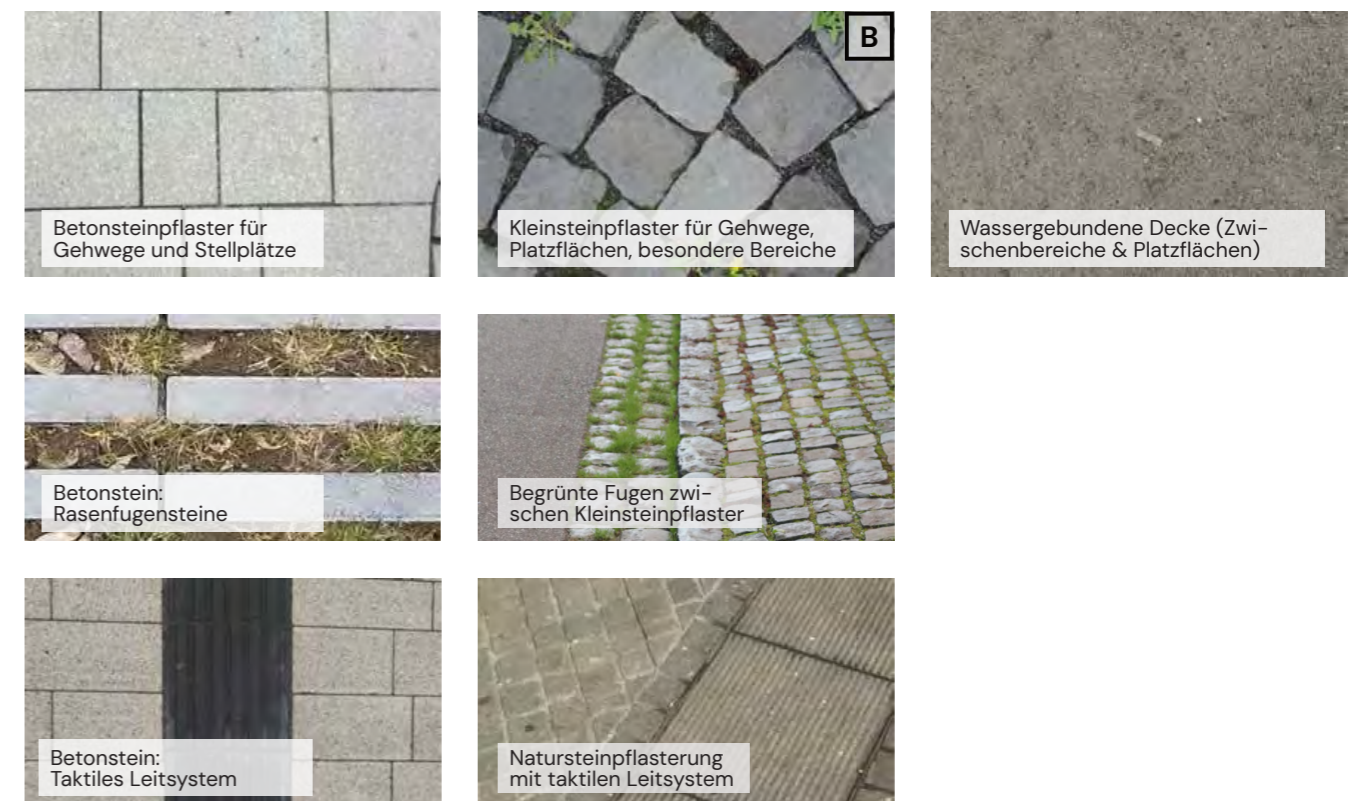 Betonsteinpflaster für
Gehwege und Stellplätze
B
Kleinsteinpflaster für Gehwege,
Platzflächen, besondere Bereiche
Wassergebundene Decke (Zwi-
schenbereiche & Platzflächen)
Betonstein:
Rasenfugensteine
Begrünte Fugen zwi-
schen Kleinsteinpflaster
Betonstein:
Taktiles Leitsystem
Natursteinpflasterung
mit taktilen Leitsystem